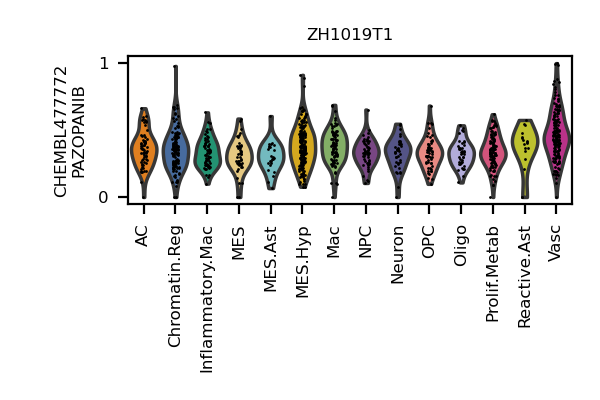 ZH1019T1
CHEMBL477772
PAZOPANIB
1
0
AC
Chromatin.Reg
Inflammatory.Mac
MES
MES.Ast
MES.Hyp
Mac
NPC
Neuron
OPC
Oligo
Prolif.Metab
Reactive.Ast
Vasc